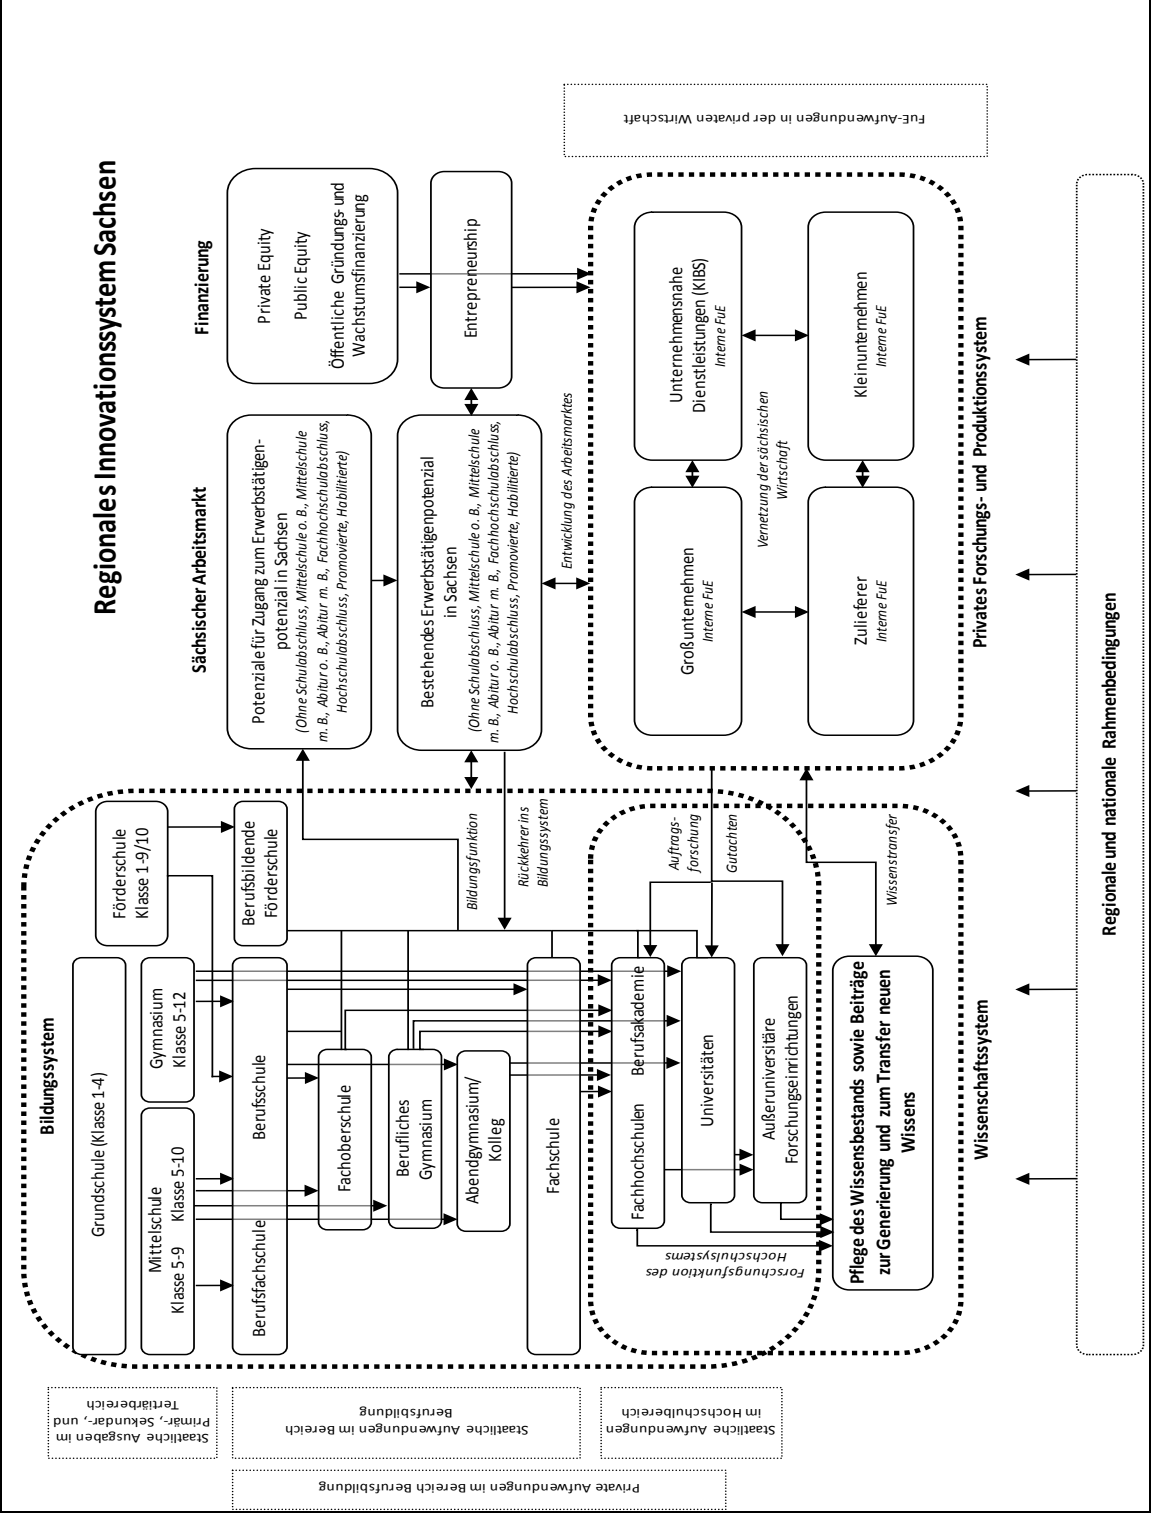 Regionales Innovationssystem Sachsen
Bildungssystem
Grundschule (Klasse 1-4)
Mittelschule
Klasse 5-9 Klasse 5-10
Gymnasium
Klasse 5-12
Förderschule
Klasse 1-9/10
Berufsfachschule
Berufsschule
Berufsbildende
Förderschule
Fachoberschule
Berufliches
Gymnasium
Abendgymnasium/
Kolleg
Fachschule
Fachhochschulen
Berufsakademie
Universitäten
Außeruniversitäre
Forschungseinrichtungen
Forschungsfunktion des
Hochschulsystems
Pflege des Wissensbestands sowie Beiträge
zur Generierung und zum Transfer neuen
Wissens
Wissenschaftssystem
Bildungsfunktion
Rückkehrer ins
Bildungssystem
Auftrags-
forschung
Gutachten
Wissenstransfer
Sächsischer Arbeitsmarkt
Potenziale für Zugang zum Erwerbstätigen-
potenzial in Sachsen
(Ohne Schulabschluss, Mittelschule o. B., Mittelschule
m. B., Abitur o. B., Abitur m. B., Fachhochschulabschluss,
Hochschulabschluss, Promovierte, Habilitierte)
Bestehendes Erwerbstätigenpotenzial
in Sachsen
(Ohne Schulabschluss, Mittelschule o. B., Mittelschule
m. B., Abitur o. B., Abitur m. B., Fachhochschulabschluss,
Hochschulabschluss, Promovierte, Habilitierte)
Entwicklung des Arbeitsmarktes
Finanzierung
Private Equity
Public Equity
Öffentliche Gründungs- und
Wachstumsfinanzierung
Entrepreneurship
Großunternehmen
Interne FuE
Unternehmensnahe
Dienstleistungen (KIBS)
Interne FuE
Vernetzung der sächsischen
Wirtschaft
Zulieferer
Interne FuE
Kleinunternehmen
Interne FuE
Privates Forschungs- und Produktionssystem
Regionale und nationale Rahmenbedingungen
Staatliche Ausgaben im
Primär-, Sekundar-, und
Tertiärbereich
Staatliche Aufwendungen im Bereich
Berufsbildung
Staatliche Aufwendungen
im Hochschulbereich
Private Aufwendungen im Bereich Berufsbildung
FuE-Aufwendungen in der privaten Wirtschaft